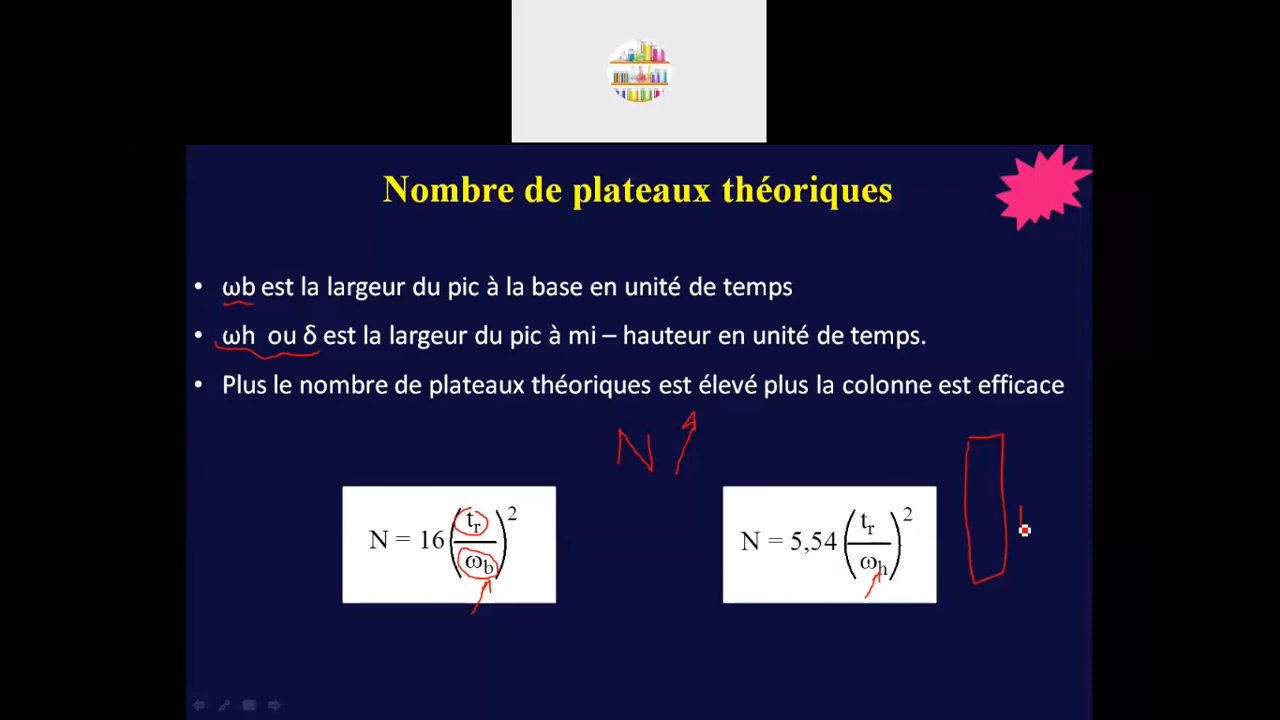 Nombre de plateaux théoriques
• ωb est la largeur du pic à la base en unité de temps
• ωh ou δ est la largeur du pic à mi – hauteur en unité de temps.
• Plus le nombre de plateaux théoriques est élevé plus la colonne est efficace
N
N = 16 (tr/ωb)²
N = 5,54 (tr/ωh)²